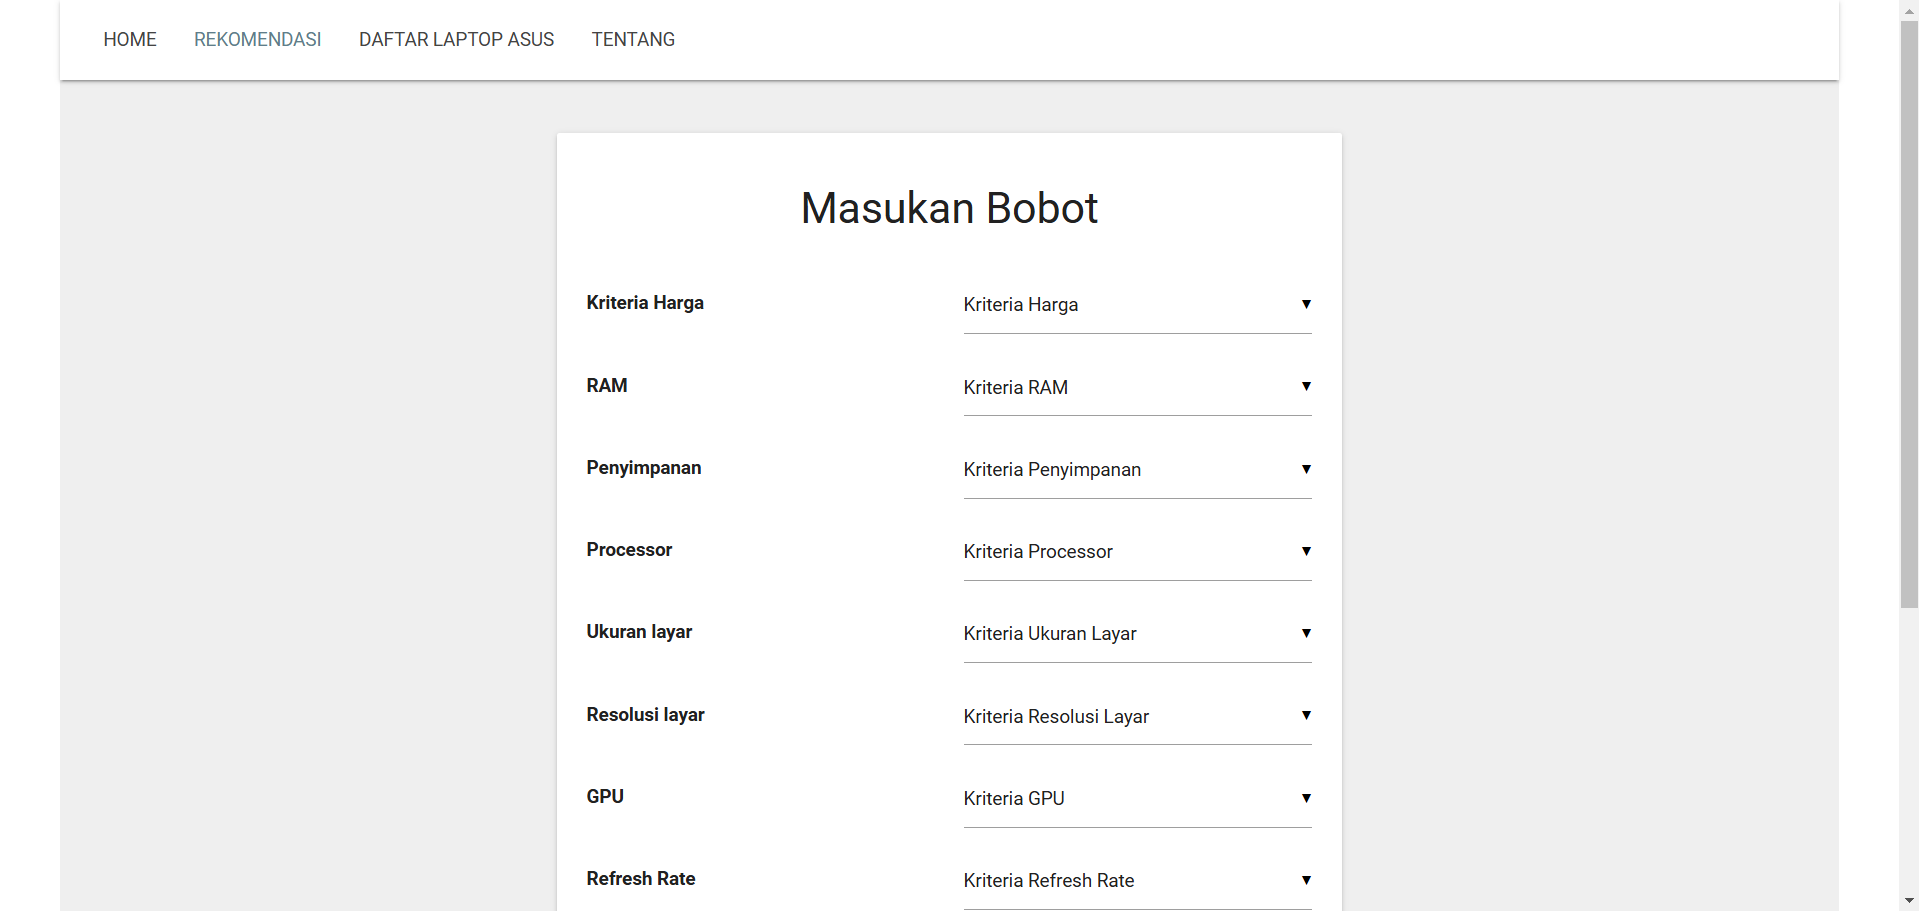 HOME REKOMENDASI DAFTAR LAPTOP ASUS TENTANG
Masukan Bobot
Kriteria Harga Kriteria Harga
RAM Kriteria RAM
Penyimpanan Kriteria Penyimpanan
Processor Kriteria Processor
Ukuran layar Kriteria Ukuran Layar
Resolusi layar Kriteria Resolusi Layar
GPU Kriteria GPU
Refresh Rate Kriteria Refresh Rate